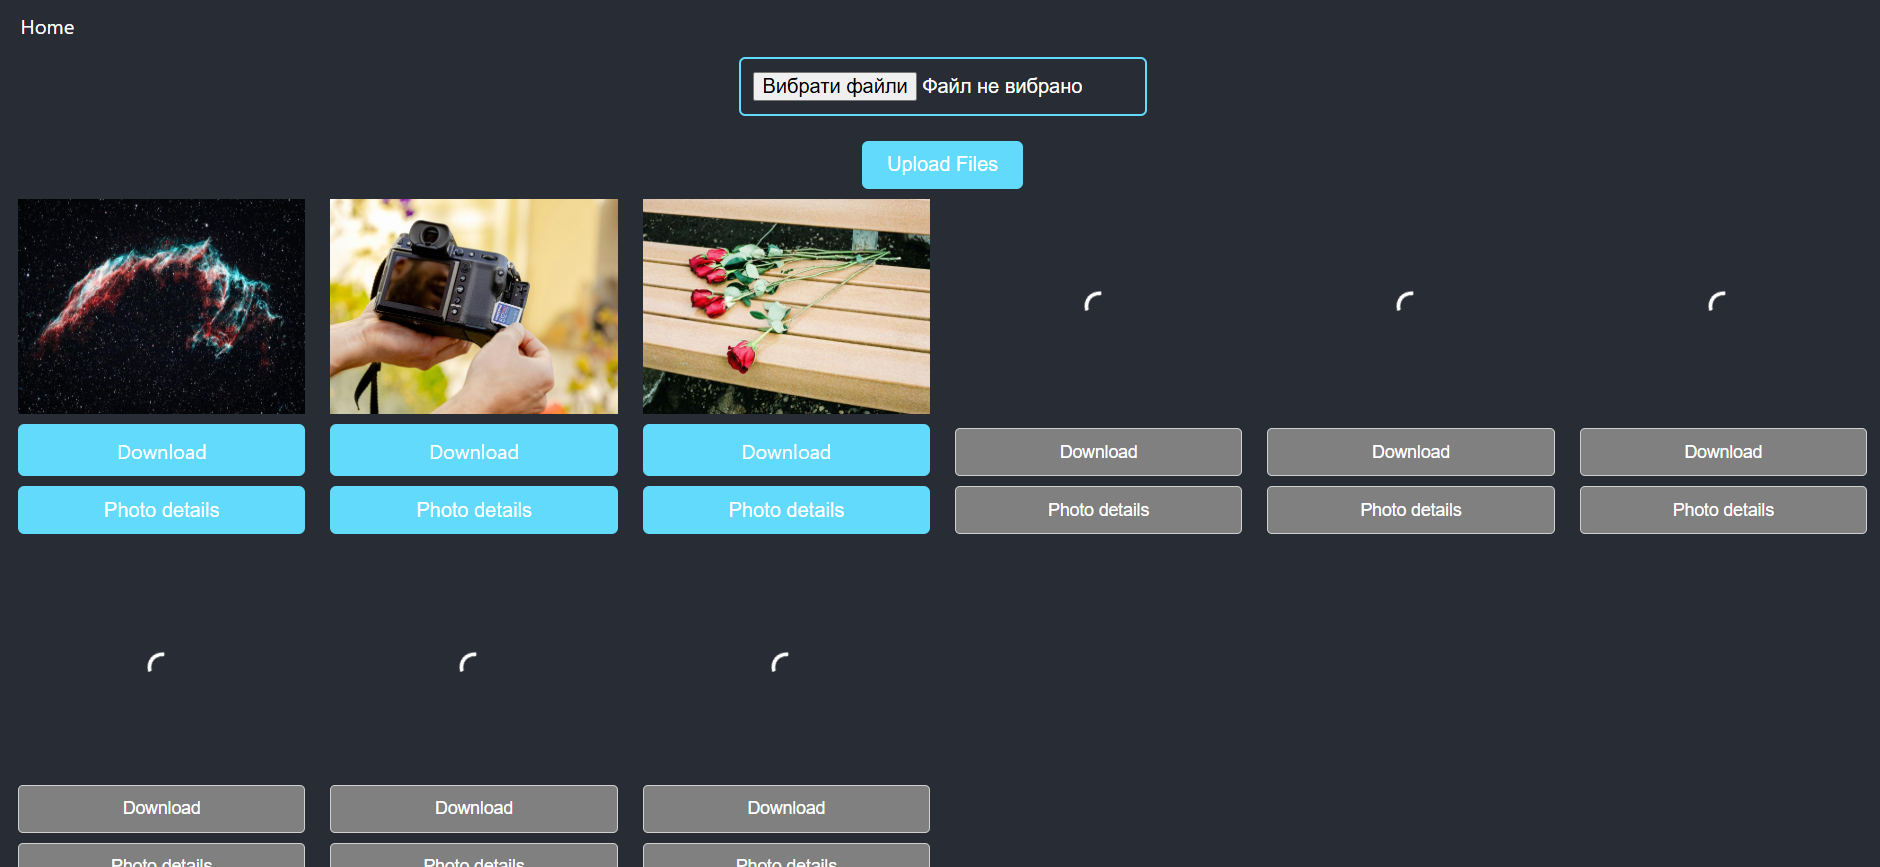 Home
Вибрати файли Файл не вибрано
Upload Files
Download Download Download Download Download Download
Photo details Photo details Photo details Photo details Photo details Photo details
Download Download Download
Photo details Photo details Photo details